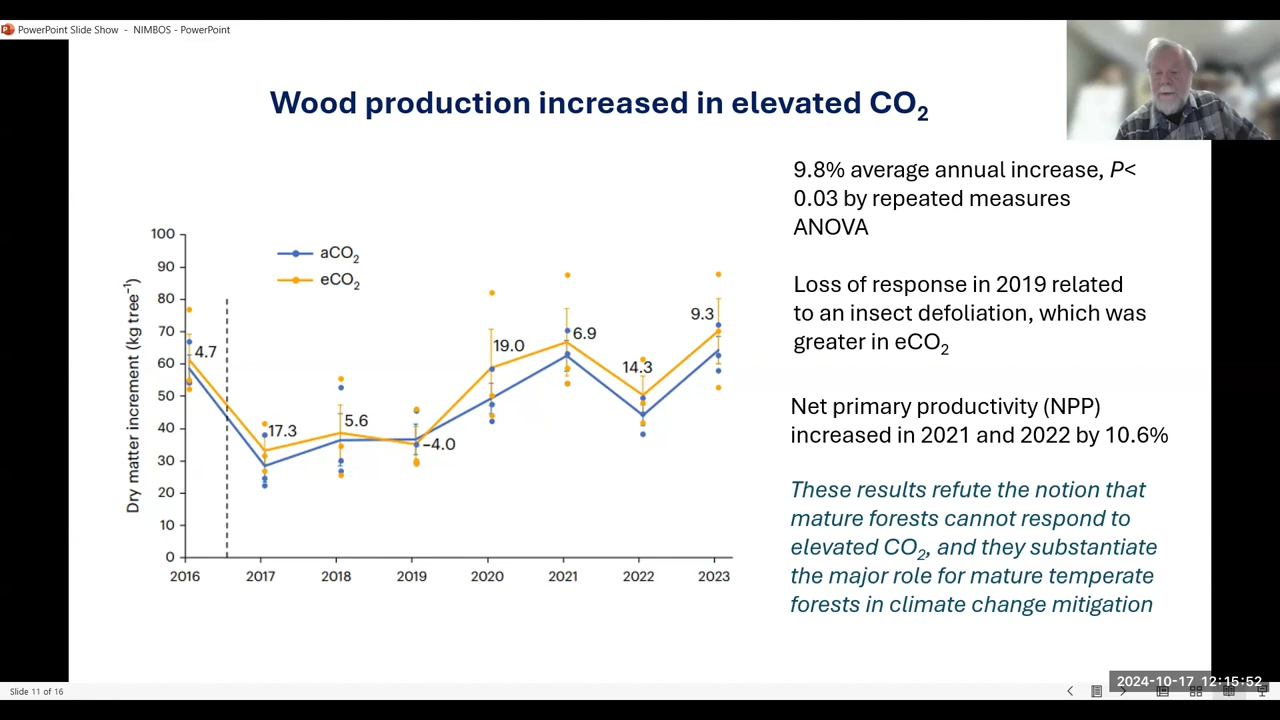 PowerPoint Slide Show - NIMBOS - PowerPoint
Wood production increased in elevated CO₂
9.8% average annual increase, P<
0.03 by repeated measures
ANOVA
Loss of response in 2019 related
to an insect defoliation, which was
greater in eCO₂
Net primary productivity (NPP)
increased in 2021 and 2022 by 10.6%
These results refute the notion that
mature forests cannot respond to
elevated CO₂, and they substantiate
the major role for mature temperate
forests in climate change mitigation
Dry matter increment (kg tree⁻¹)
100
90
80
70
60
50
40
30
20
10
0
aCO₂
eCO₂
4.7
17.3
5.6
−4.0
19.0
6.9
14.3
9.3
2016 2017 2018 2019 2020 2021 2022 2023
Slide 11 of 16
2024-10-17 12:15:52